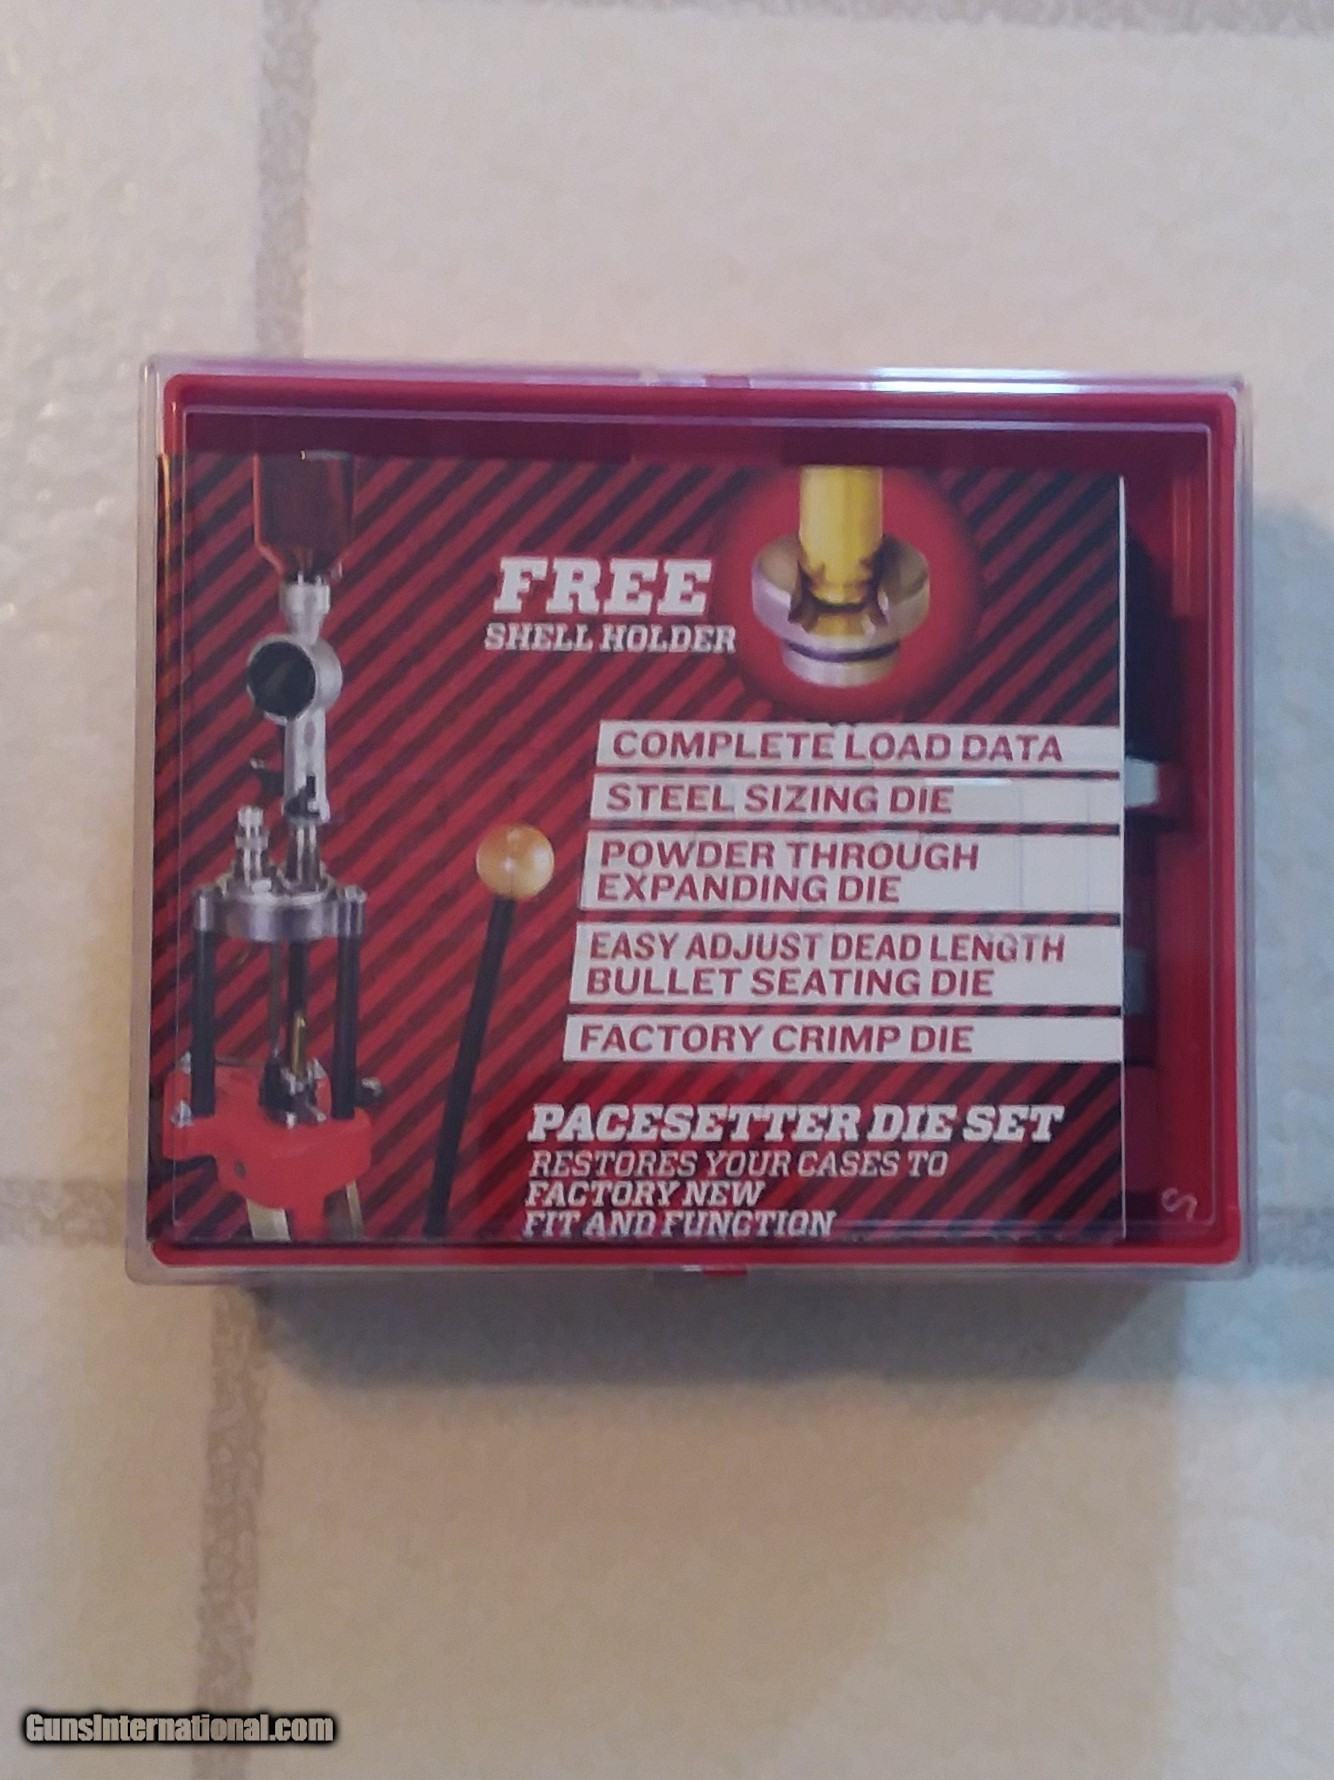 FREE
SHELL HOLDER
COMPLETE LOAD DATA
STEEL SIZING DIE
POWDER THROUGH
EXPANDING DIE
EASY ADJUST DEAD LENGTH
BULLET SEATING DIE
FACTORY CRIMP DIE
PACESETTER DIE SET
RESTORES YOUR CASES TO
FACTORY NEW
FIT AND FUNCTION
GunsInternational.com